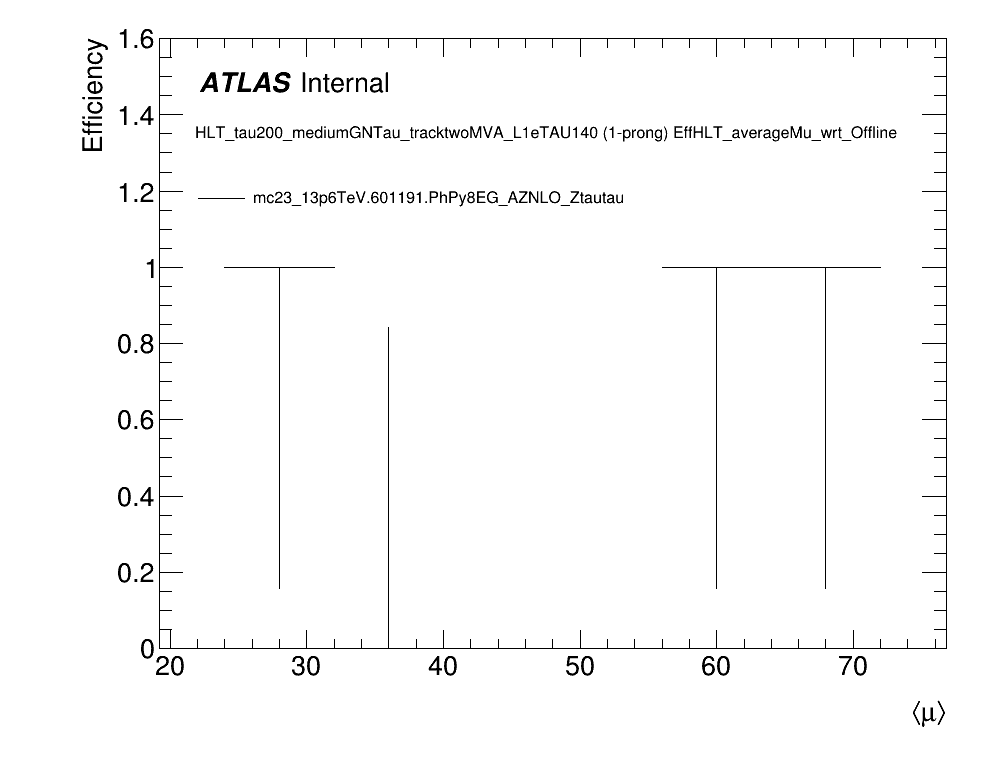 Efficiency
1.6
1.4
1.2
1
0.8
0.6
0.4
0.2
0
ATLAS Internal
HLT_tau200_mediumGNTau_tracktwoMVA_L1eTAU140 (1-prong) EffHLT_averageMu_wrt_Offline
mc23_13p6TeV.601191.PhPy8EG_AZNLO_Ztautau
20 30 40 50 60 70
⟨μ⟩